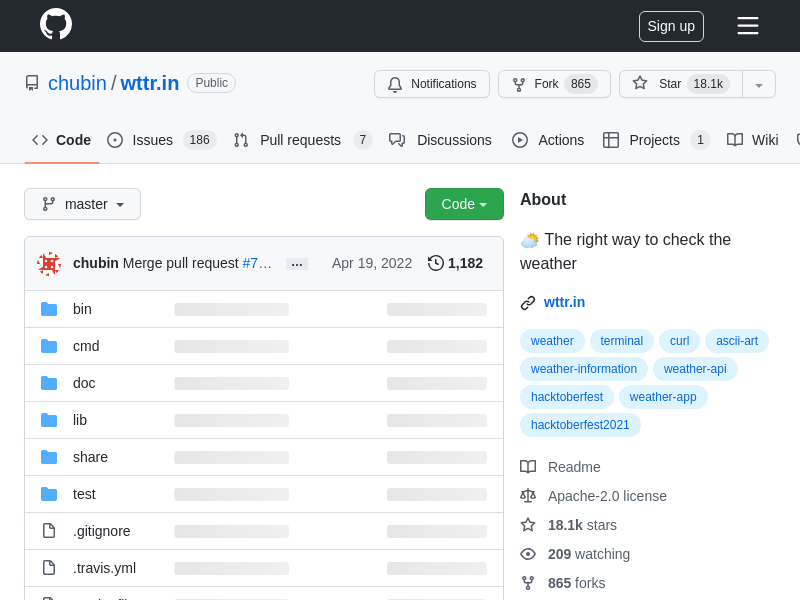 Sign up
chubin / wttr.in Public
Notifications Fork 865 Star 18.1k
Code Issues 186 Pull requests 7 Discussions Actions Projects 1 Wiki
master Code
chubin Merge pull request #7… … Apr 19, 2022 1,182
bin
cmd
doc
lib
share
test
.gitignore
.travis.yml
About
The right way to check the
weather
wttr.in
weather terminal curl ascii-art
weather-information weather-api
hacktoberfest weather-app
hacktoberfest2021
Readme
Apache-2.0 license
18.1k stars
209 watching
865 forks